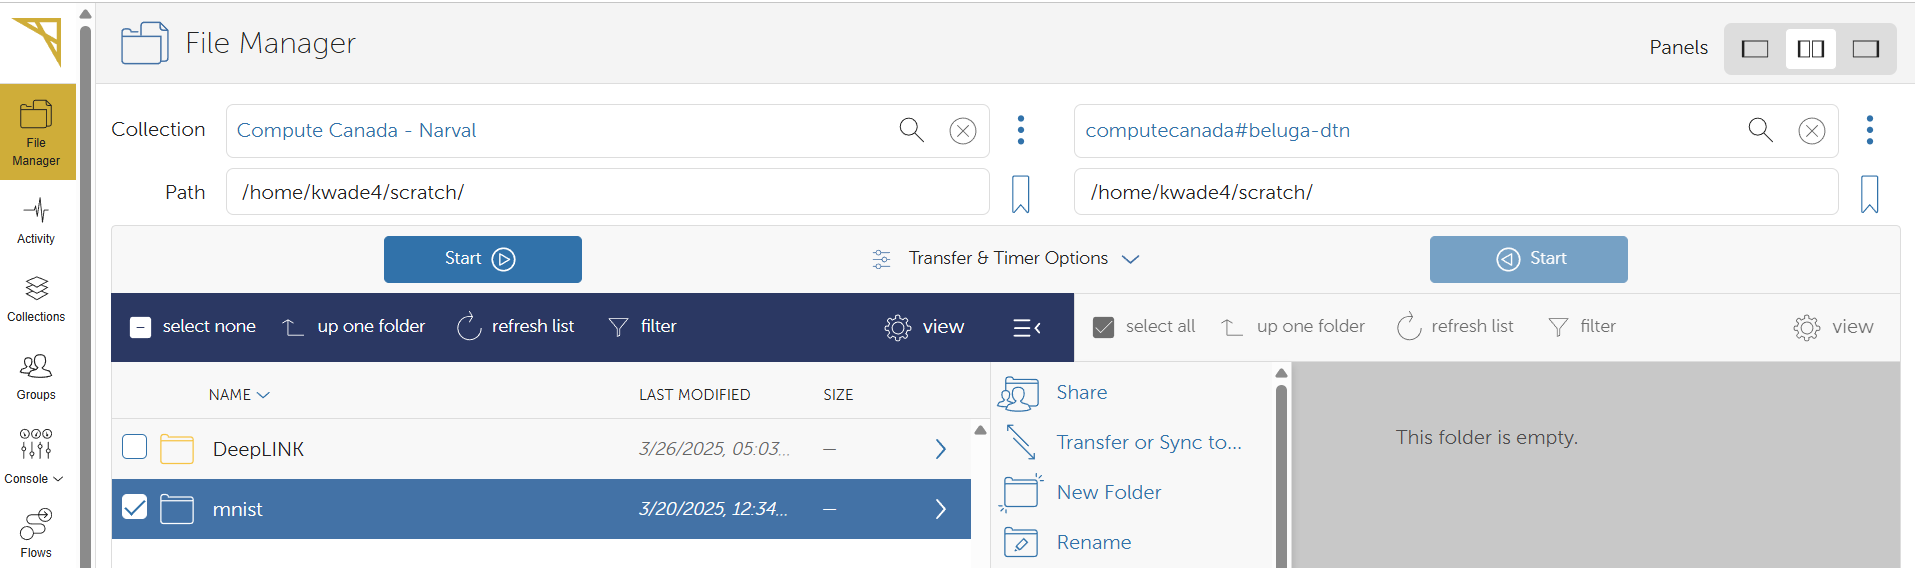 File Manager
Panels
Collection
Compute Canada - Narval
computecanada#beluga-dtn
Path
/home/kwade4/scratch/
/home/kwade4/scratch/
Start
Transfer & Timer Options
Start
select none
up one folder
refresh list
filter
view
select all
up one folder
refresh list
filter
view
NAME
LAST MODIFIED
SIZE
DeepLINK
3/26/2025, 05:03...
—
mnist
3/20/2025, 12:34...
—
Share
Transfer or Sync to...
New Folder
Rename
This folder is empty.
File
Manager
Activity
Collections
Groups
Console
Flows